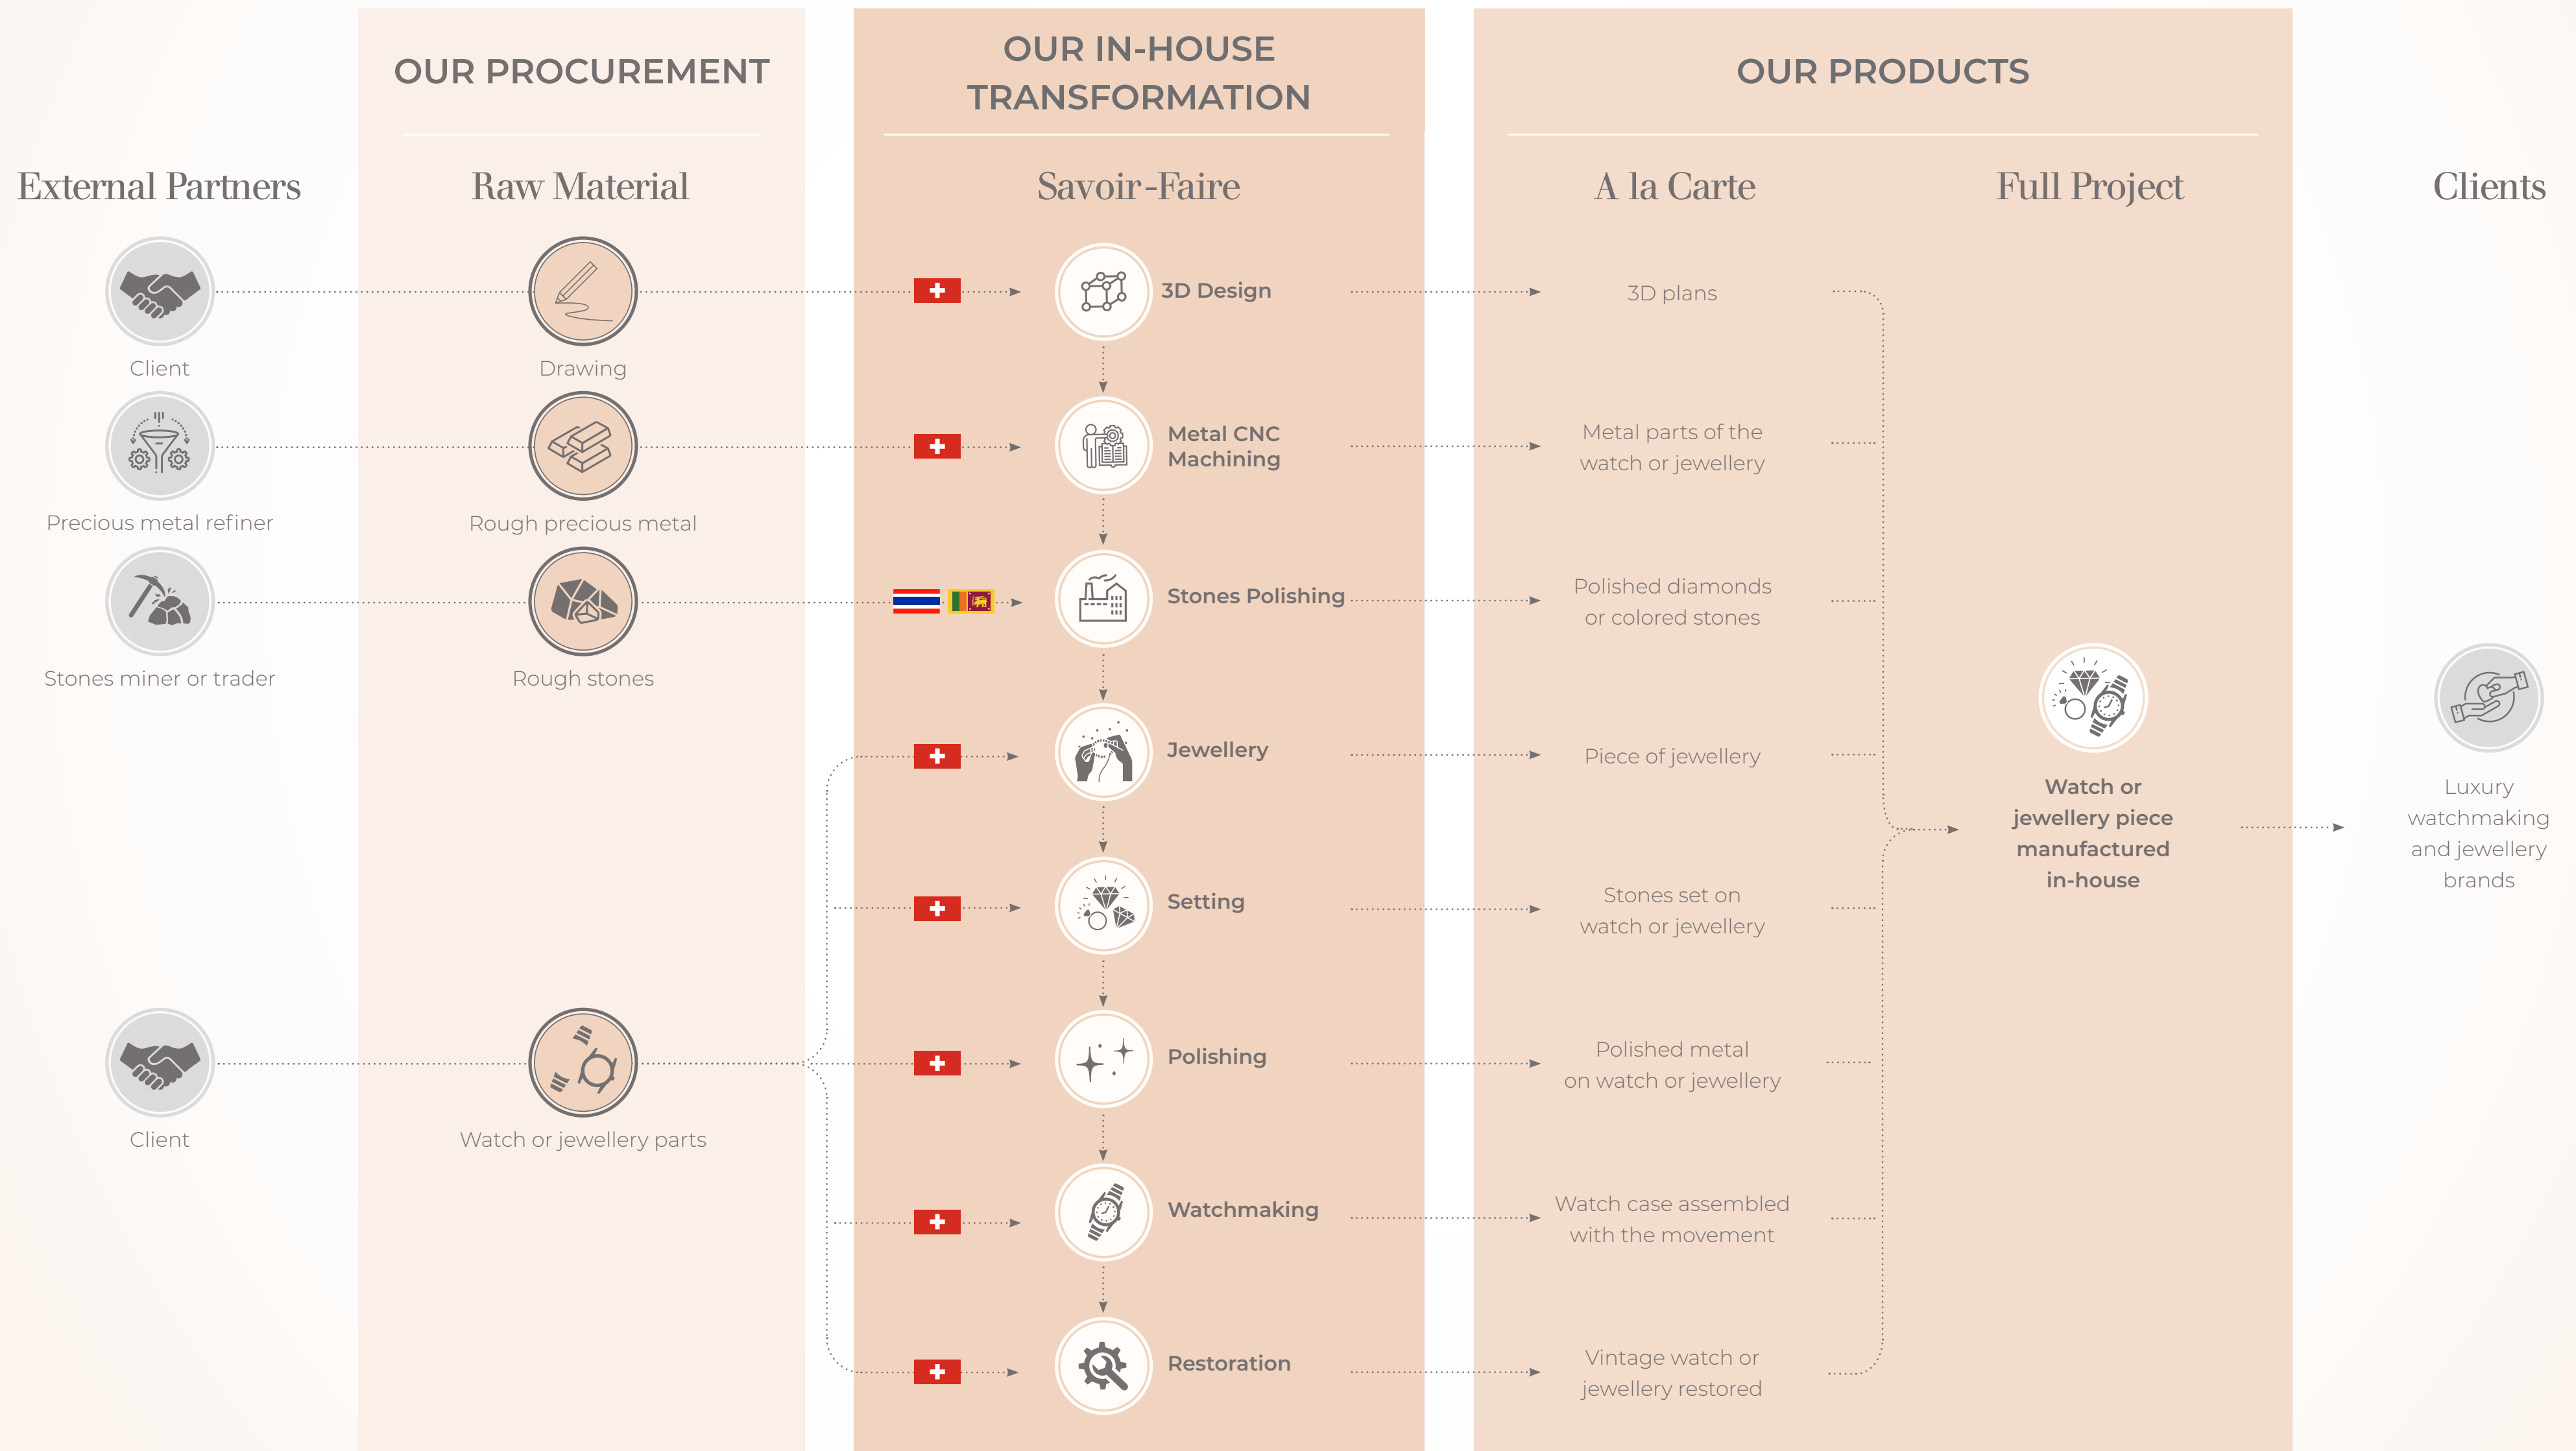 OUR PROCUREMENT
OUR IN-HOUSE
TRANSFORMATION
OUR PRODUCTS
External Partners
Raw Material
Savoir-Faire
A la Carte
Full Project
Clients
Client
Drawing
3D Design
3D plans
Precious metal refiner
Rough precious metal
Metal CNC
Machining
Metal parts of the
watch or jewellery
Stones miner or trader
Rough stones
Stones Polishing
Polished diamonds
or colored stones
Jewellery
Piece of jewellery
Setting
Stones set on
watch or jewellery
Client
Watch or jewellery parts
Polishing
Polished metal
on watch or jewellery
Watchmaking
Watch case assembled
with the movement
Restoration
Vintage watch or
jewellery restored
Watch or
jewellery piece
manufactured
in-house
Luxury
watchmaking
and jewellery
brands